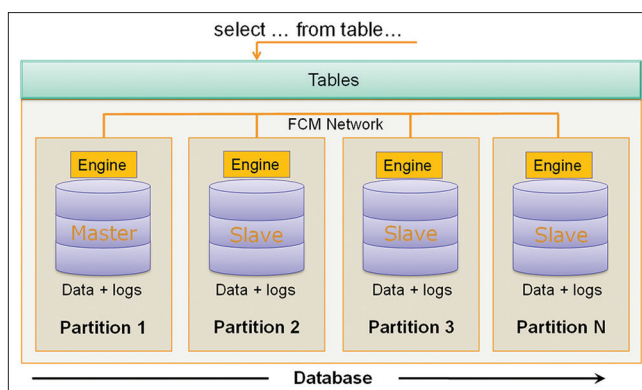 select ... from table...
Tables
FCM Network
Engine Engine Engine Engine
Master Slave Slave Slave
Data + logs Data + logs Data + logs Data + logs
Partition 1 Partition 2 Partition 3 Partition N
Database